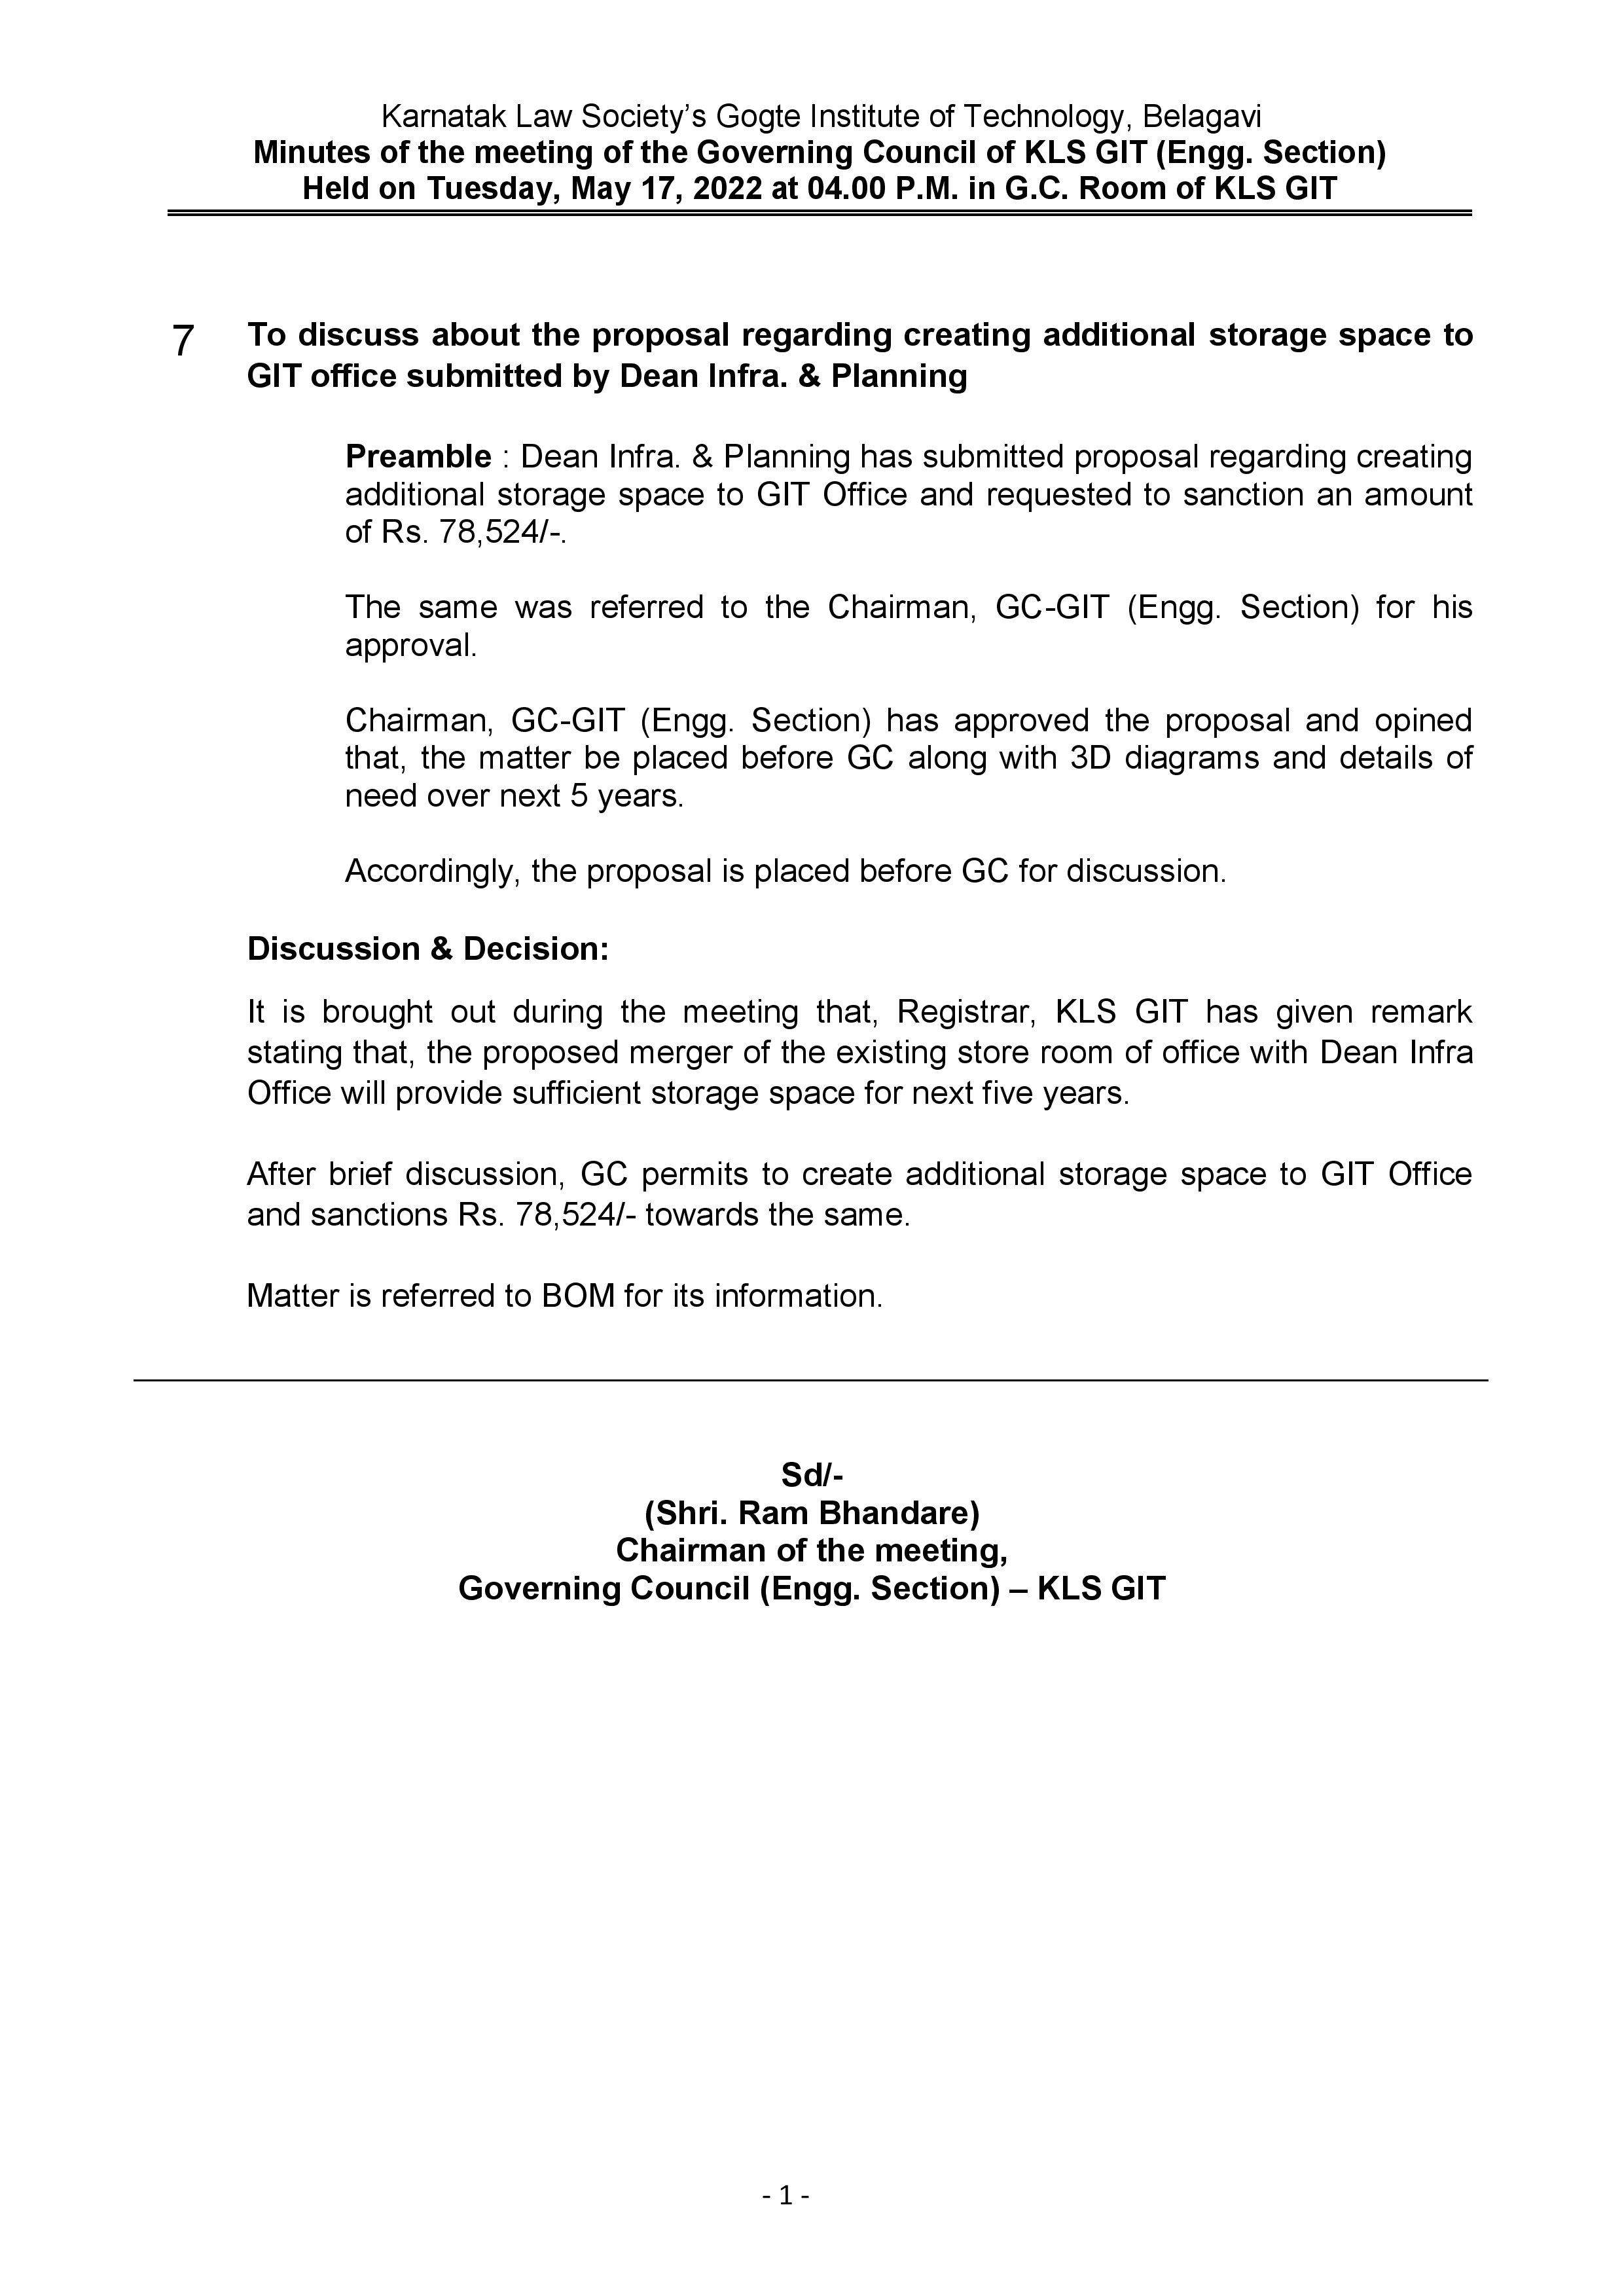 Karnatak Law Society’s Gogte Institute of Technology, Belagavi
Minutes of the meeting of the Governing Council of KLS GIT (Engg. Section)
Held on Tuesday, May 17, 2022 at 04.00 P.M. in G.C. Room of KLS GIT
7 To discuss about the proposal regarding creating additional storage space to
GIT office submitted by Dean Infra. & Planning
Preamble : Dean Infra. & Planning has submitted proposal regarding creating
additional storage space to GIT Office and requested to sanction an amount
of Rs. 78,524/-.
The same was referred to the Chairman, GC-GIT (Engg. Section) for his
approval.
Chairman, GC-GIT (Engg. Section) has approved the proposal and opined
that, the matter be placed before GC along with 3D diagrams and details of
need over next 5 years.
Accordingly, the proposal is placed before GC for discussion.
Discussion & Decision:
It is brought out during the meeting that, Registrar, KLS GIT has given remark
stating that, the proposed merger of the existing store room of office with Dean Infra
Office will provide sufficient storage space for next five years.
After brief discussion, GC permits to create additional storage space to GIT Office
and sanctions Rs. 78,524/- towards the same.
Matter is referred to BOM for its information.
Sd/-
(Shri. Ram Bhandare)
Chairman of the meeting,
Governing Council (Engg. Section) – KLS GIT
- 1 -